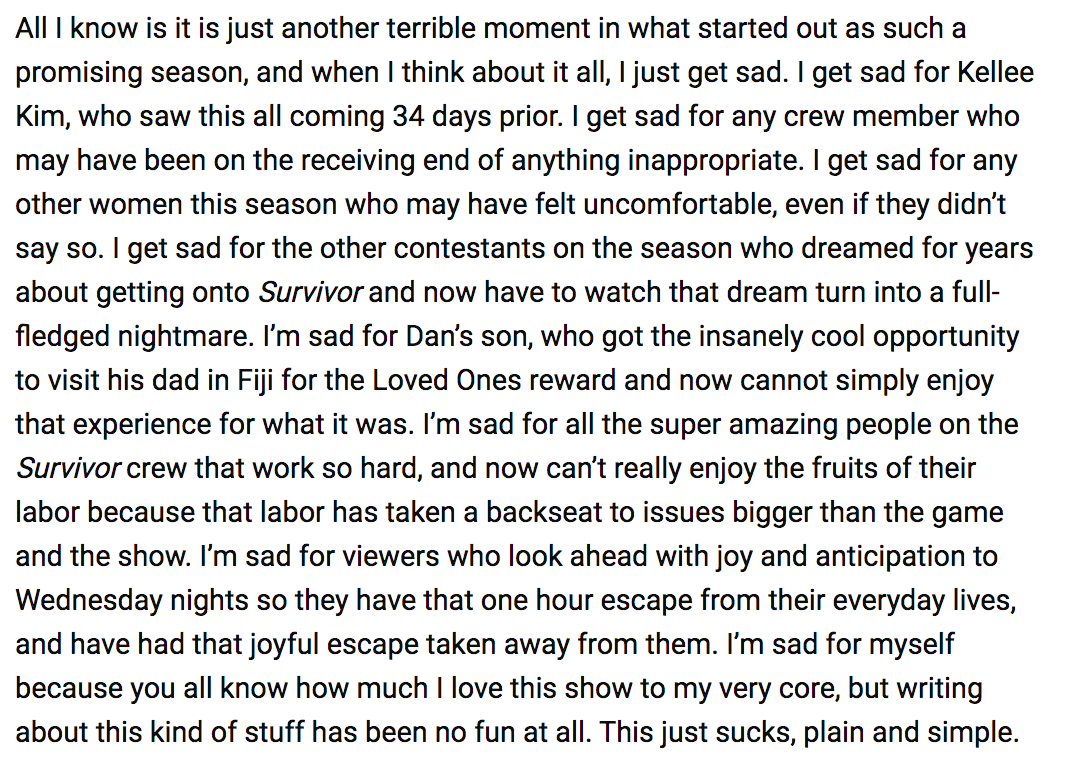 All I know is it is just another terrible moment in what started out as such a
promising season, and when I think about it all, I just get sad. I get sad for Kellee
Kim, who saw this all coming 34 days prior. I get sad for any crew member who
may have been on the receiving end of anything inappropriate. I get sad for any
other women this season who may have felt uncomfortable, even if they didn’t
say so. I get sad for the other contestants on the season who dreamed for years
about getting onto Survivor and now have to watch that dream turn into a full-
fledged nightmare. I’m sad for Dan’s son, who got the insanely cool opportunity
to visit his dad in Fiji for the Loved Ones reward and now cannot simply enjoy
that experience for what it was. I’m sad for all the super amazing people on the
Survivor crew that work so hard, and now can’t really enjoy the fruits of their
labor because that labor has taken a backseat to issues bigger than the game
and the show. I’m sad for viewers who look ahead with joy and anticipation to
Wednesday nights so they have that one hour escape from their everyday lives,
and have had that joyful escape taken away from them. I’m sad for myself
because you all know how much I love this show to my very core, but writing
about this kind of stuff has been no fun at all. This just sucks, plain and simple.